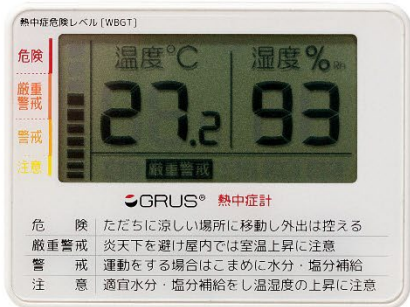 熱中症危険レベル [WBGT]
危険
厳重
警戒
警戒
注意
温度℃ 湿度%RH
27.2 93
厳重警戒
GRUS® 熱中症計
危険 ただちに涼しい場所に移動し外出は控える
厳重警戒 炎天下を避け屋内では室温上昇に注意
警戒 運動をする場合はこまめに水分・塩分補給
注意 適宜水分・塩分補給をし温湿度の上昇に注意